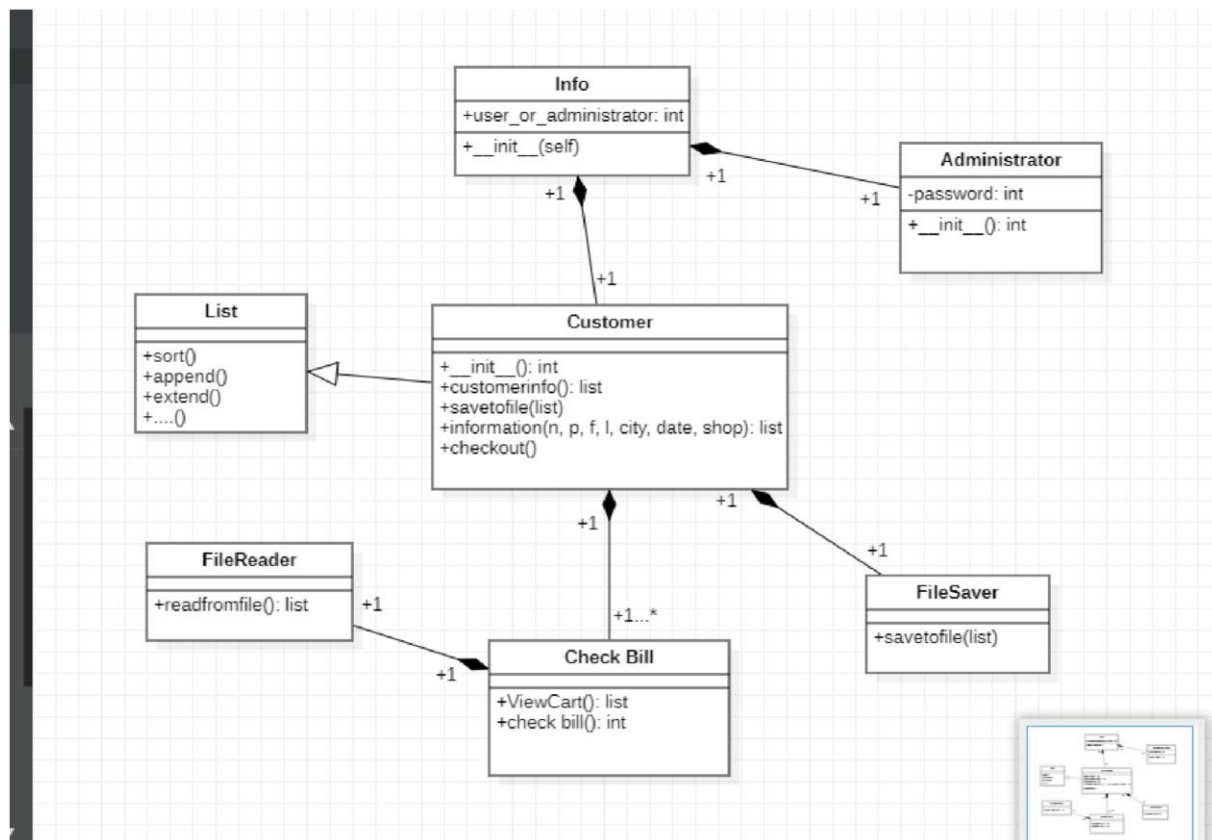 Info
+user_or_administrator: int
+__init__(self)
+1
+1
Administrator
-password: int
+__init__(): int
+1
+1
List
+sort()
+append()
+extend()
+....()
Customer
+__init__(): int
+customerinfo(): list
+savetofile(list)
+information(n, p, f, l, city, date, shop): list
+checkout()
+1
+1
+1
+1...*
FileReader
+readfromfile(): list
+1
+1
FileSaver
+savetofile(list)
Check Bill
+ViewCart(): list
+check bill(): int